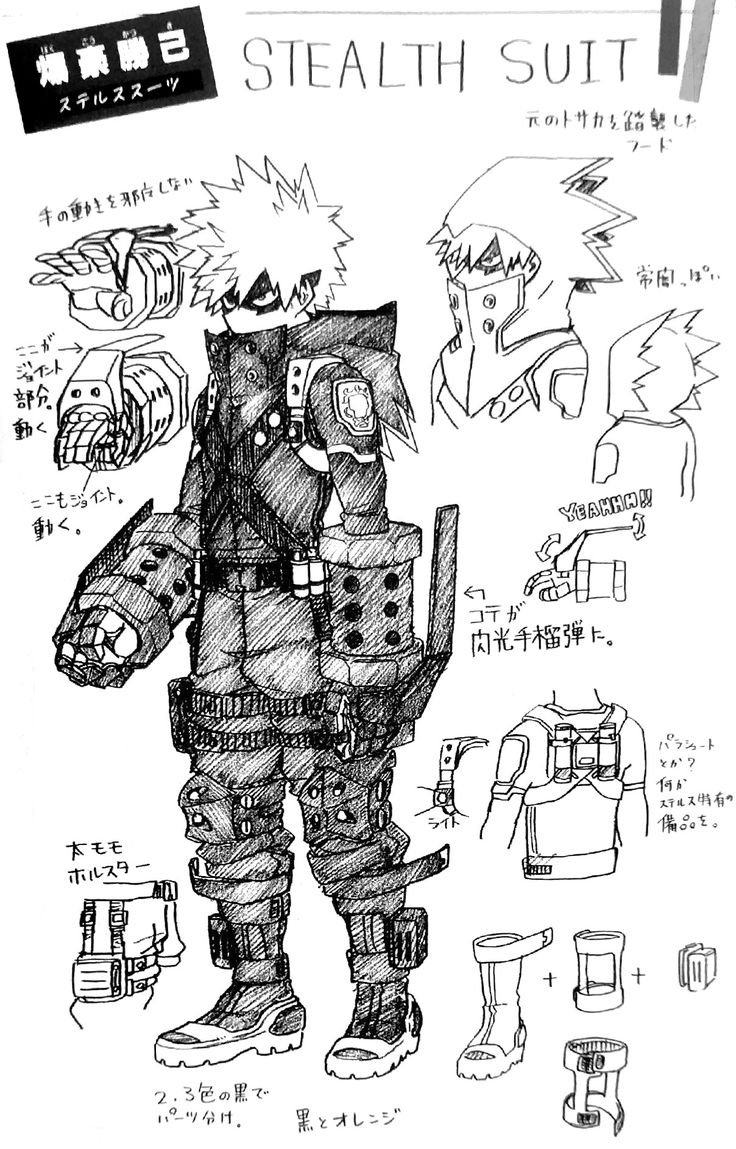 ばく ごう かつ き
爆豪勝己
ステルススーツ
STEALTH SUIT
元のトサカを踏襲した
フード
手の動きを邪魔しない
常闇っぽい
ここが
ジョイント
部分。
動く
ここもジョイント。
動く。
YEAHHH!!
←
コテが
閃光手榴弾に。
パラシュート
とか?
何か
ステルス特有の
備品を。
ライト
太モモ
ホルスター
+ +
2、3色の黒で
パーツ分け。
黒とオレンジ